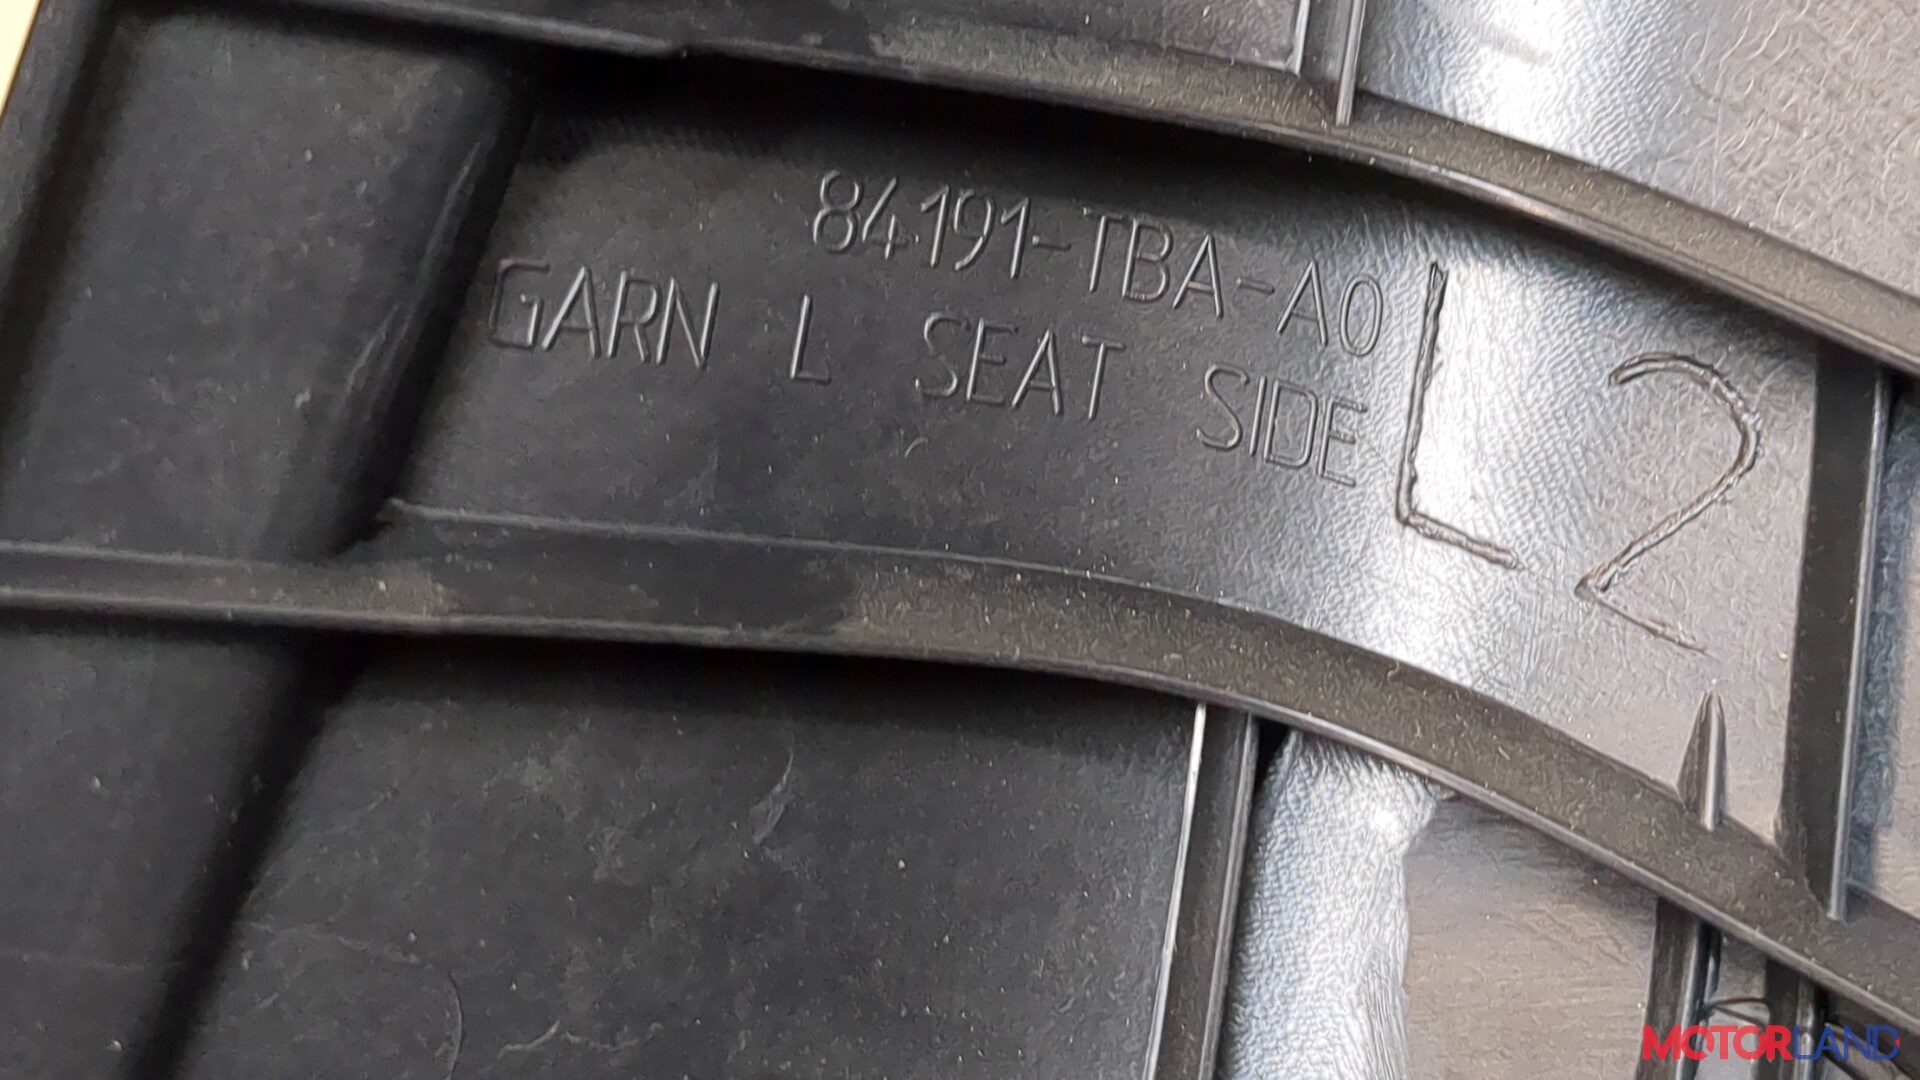 84191-TBA-A0
GARN L SEAT SIDE
L2
MOTORLAND